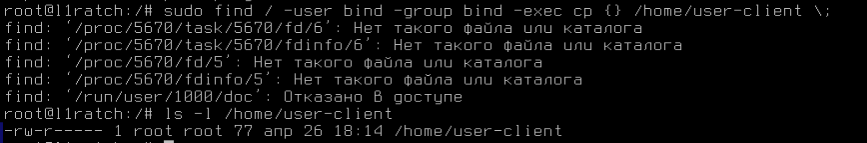 root@l1ratch:/# sudo find / -user bind -group bind -exec cp {} /home/user-client \;
find: ‘/proc/5670/task/5670/fd/6’: Нет такого файла или каталога
find: ‘/proc/5670/task/5670/fdinfo/6’: Нет такого файла или каталога
find: ‘/proc/5670/fd/5’: Нет такого файла или каталога
find: ‘/proc/5670/fdinfo/5’: Нет такого файла или каталога
find: ‘/run/user/1000/doc’: Отказано в доступе
root@l1ratch:/# ls -l /home/user-client
-rw-r----- 1 root root 77 апр 26 18:14 /home/user-client